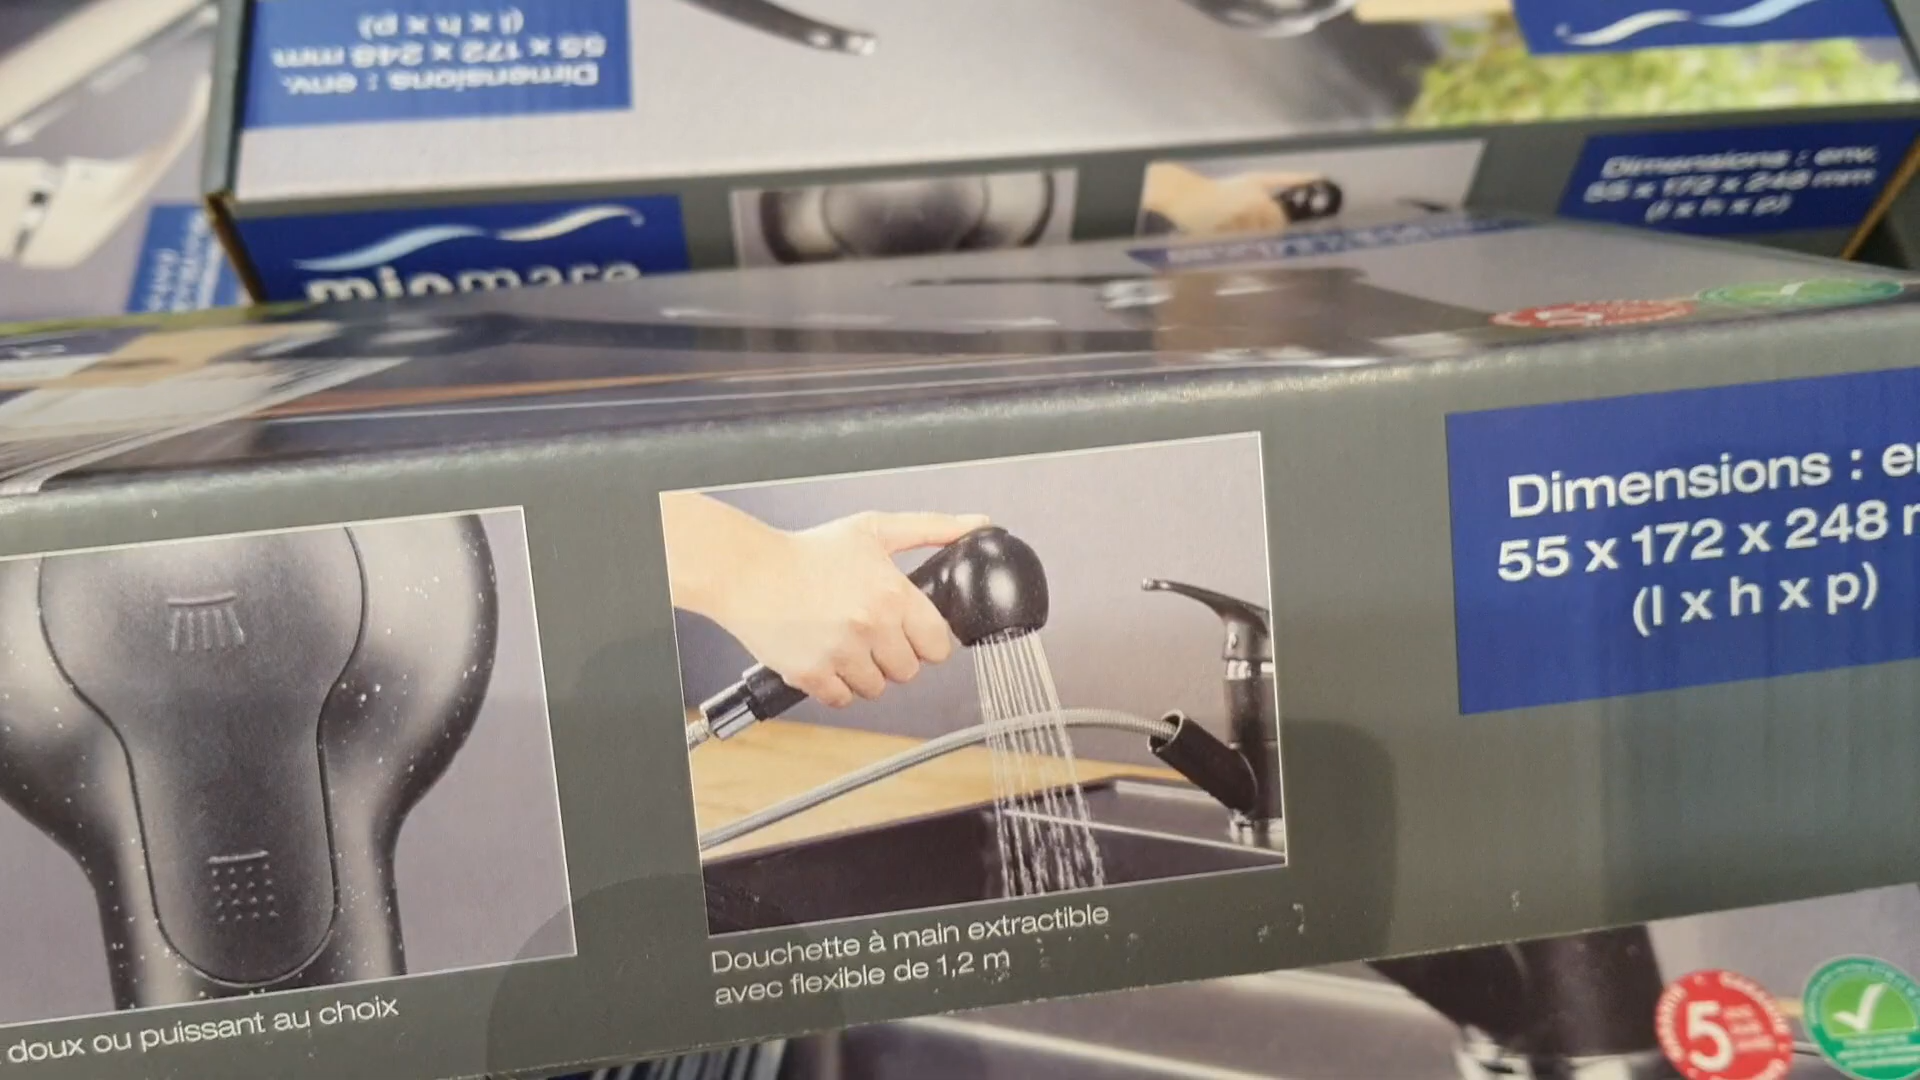 Dimensions : env.
55 x 172 x 248 mm
(l x h x p)
miomare
Dimensions : env.
55 x 172 x 248 mm
(l x h x p)
Dimensions : e
55 x 172 x 248
(l x h x p)
doux ou puissant au choix
Douchette à main extractible
avec flexible de 1,2 m
5